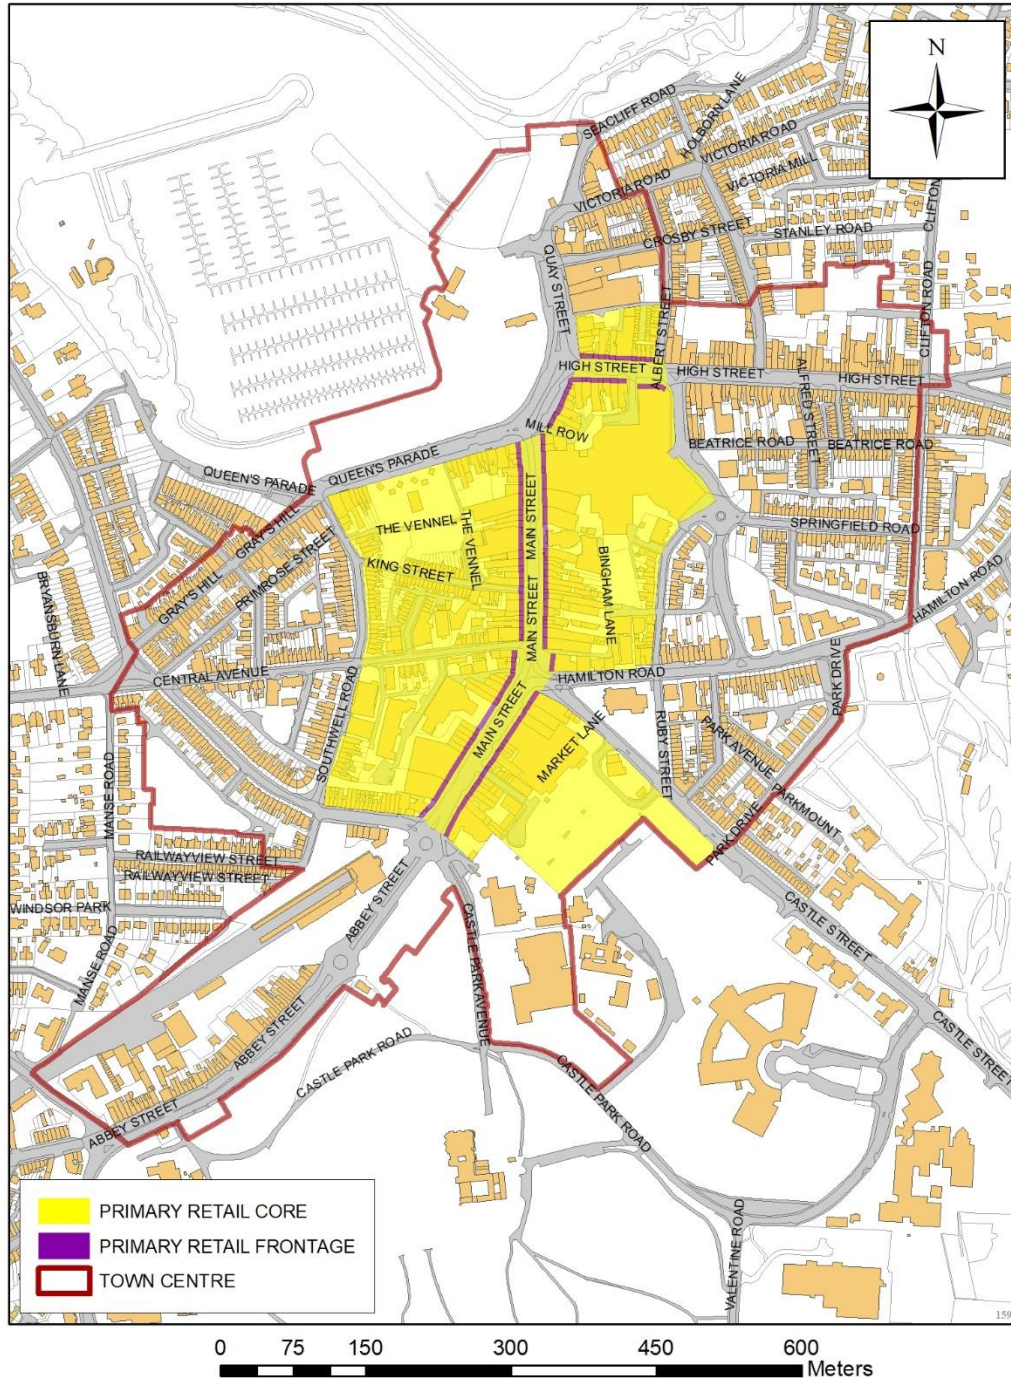 N
SEACLIFF ROAD
HOLBORN LANE
VICTORIA ROAD
VICTORIA ROAD
VICTORIA MILL
CROSBY STREET
STANLEY ROAD
CLIFTON
QUAY STREET
ALBERT STREET
CLIFTON ROAD
HIGH STREET
HIGH STREET
ALFRED STREET
HIGH STREET
MILL ROW
BEATRICE ROAD
BEATRICE ROAD
QUEEN'S PARADE
QUEEN'S PARADE
GRAY'S HILL
THE VENNEL
THE VENNEL
MAIN STREET
SPRINGFIELD ROAD
PRIMROSE STREET
KING STREET
BINGHAM LANE
HAMILTON ROAD
BRYANSBURN LANE
GRAY'S HILL
MAIN STREET
CENTRAL AVENUE
HAMILTON ROAD
PARK DRIVE
SOUTHWELL ROAD
MAIN STREET
MARKET LANE
RUBY STREET
PARK AVENUE
MANSE ROAD
PARKMOUNT
PARK DRIVE
RAILWAYVIEW STREET
RAILWAYVIEW STREET
WINDSOR PARK
ABBEY STREET
CASTLE PARK AVENUE
CASTLE STREET
MANSE ROAD
ABBEY STREET
CASTLE PARK ROAD
CASTLE STREET
CASTLE PARK ROAD
ABBEY STREET
VALENTINE ROAD
PRIMARY RETAIL CORE
PRIMARY RETAIL FRONTAGE
TOWN CENTRE
159
0 75 150 300 450 600
Meters